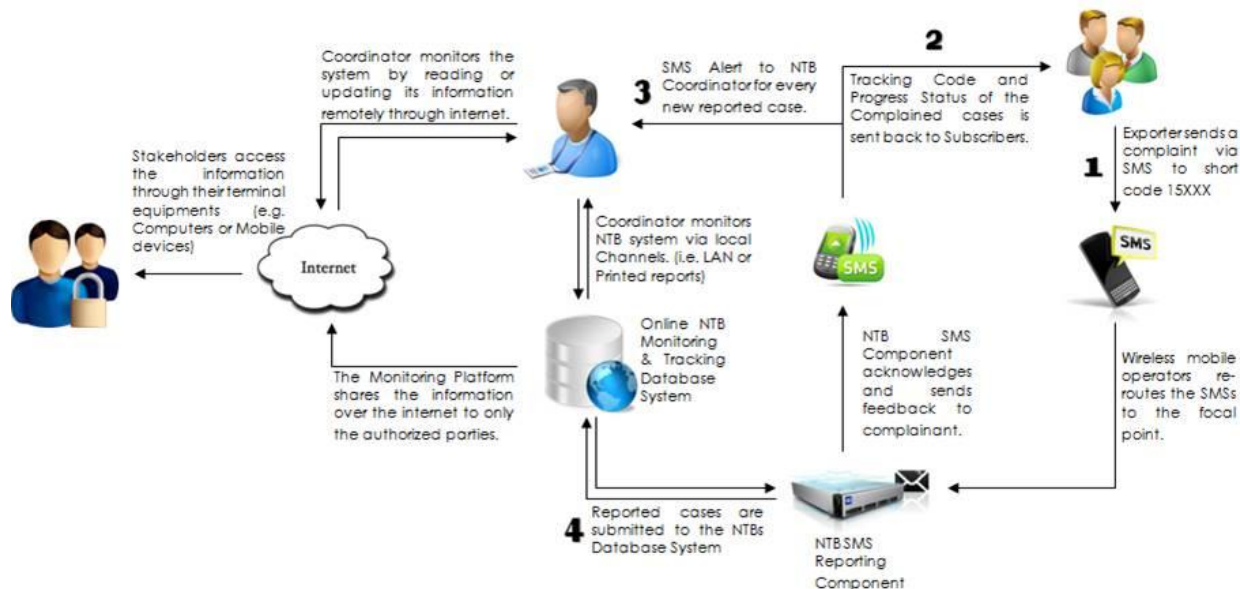 Coordinator monitors the
system by reading or
updating its information
remotely through internet.
3
SMS Alert to NTB
Coordinator for every
new reported case.
2
Tracking Code and
Progress Status of the
Complained cases is
sent back to Subscribers.
1
Exporter sends a
complaint via
SMS to short
code 15XXX
Stakeholders access
the information
through their terminal
equipments (e.g.
Computers or Mobile
devices)
Internet
Coordinator monitors
NTB system via local
Channels. (i.e. LAN or
Printed reports)
SMS
SMS
Online NTB
Monitoring
& Tracking
Database
System
The Monitoring Platform
shares the information
over the internet to only
the authorized parties.
NTB SMS
Component
acknowledges
and sends
feedback to
complainant.
Wireless mobile
operators re-
routes the SMSs
to the focal
point.
4
Reported cases are
submitted to the NTBs
Database System
NTB SMS
Reporting
Component